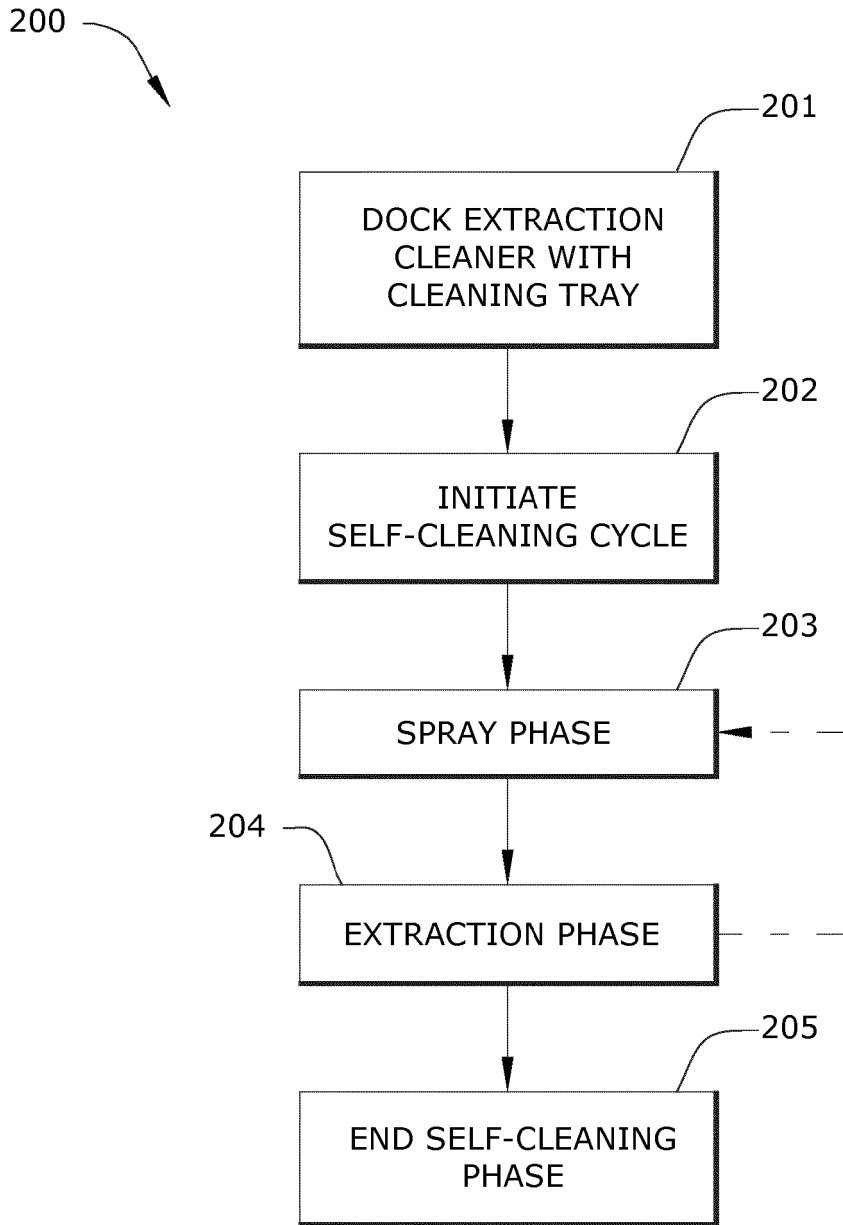 200
201
DOCK EXTRACTION
CLEANER WITH
CLEANING TRAY
202
INITIATE
SELF-CLEANING CYCLE
203
SPRAY PHASE
204
EXTRACTION PHASE
205
END SELF-CLEANING
PHASE